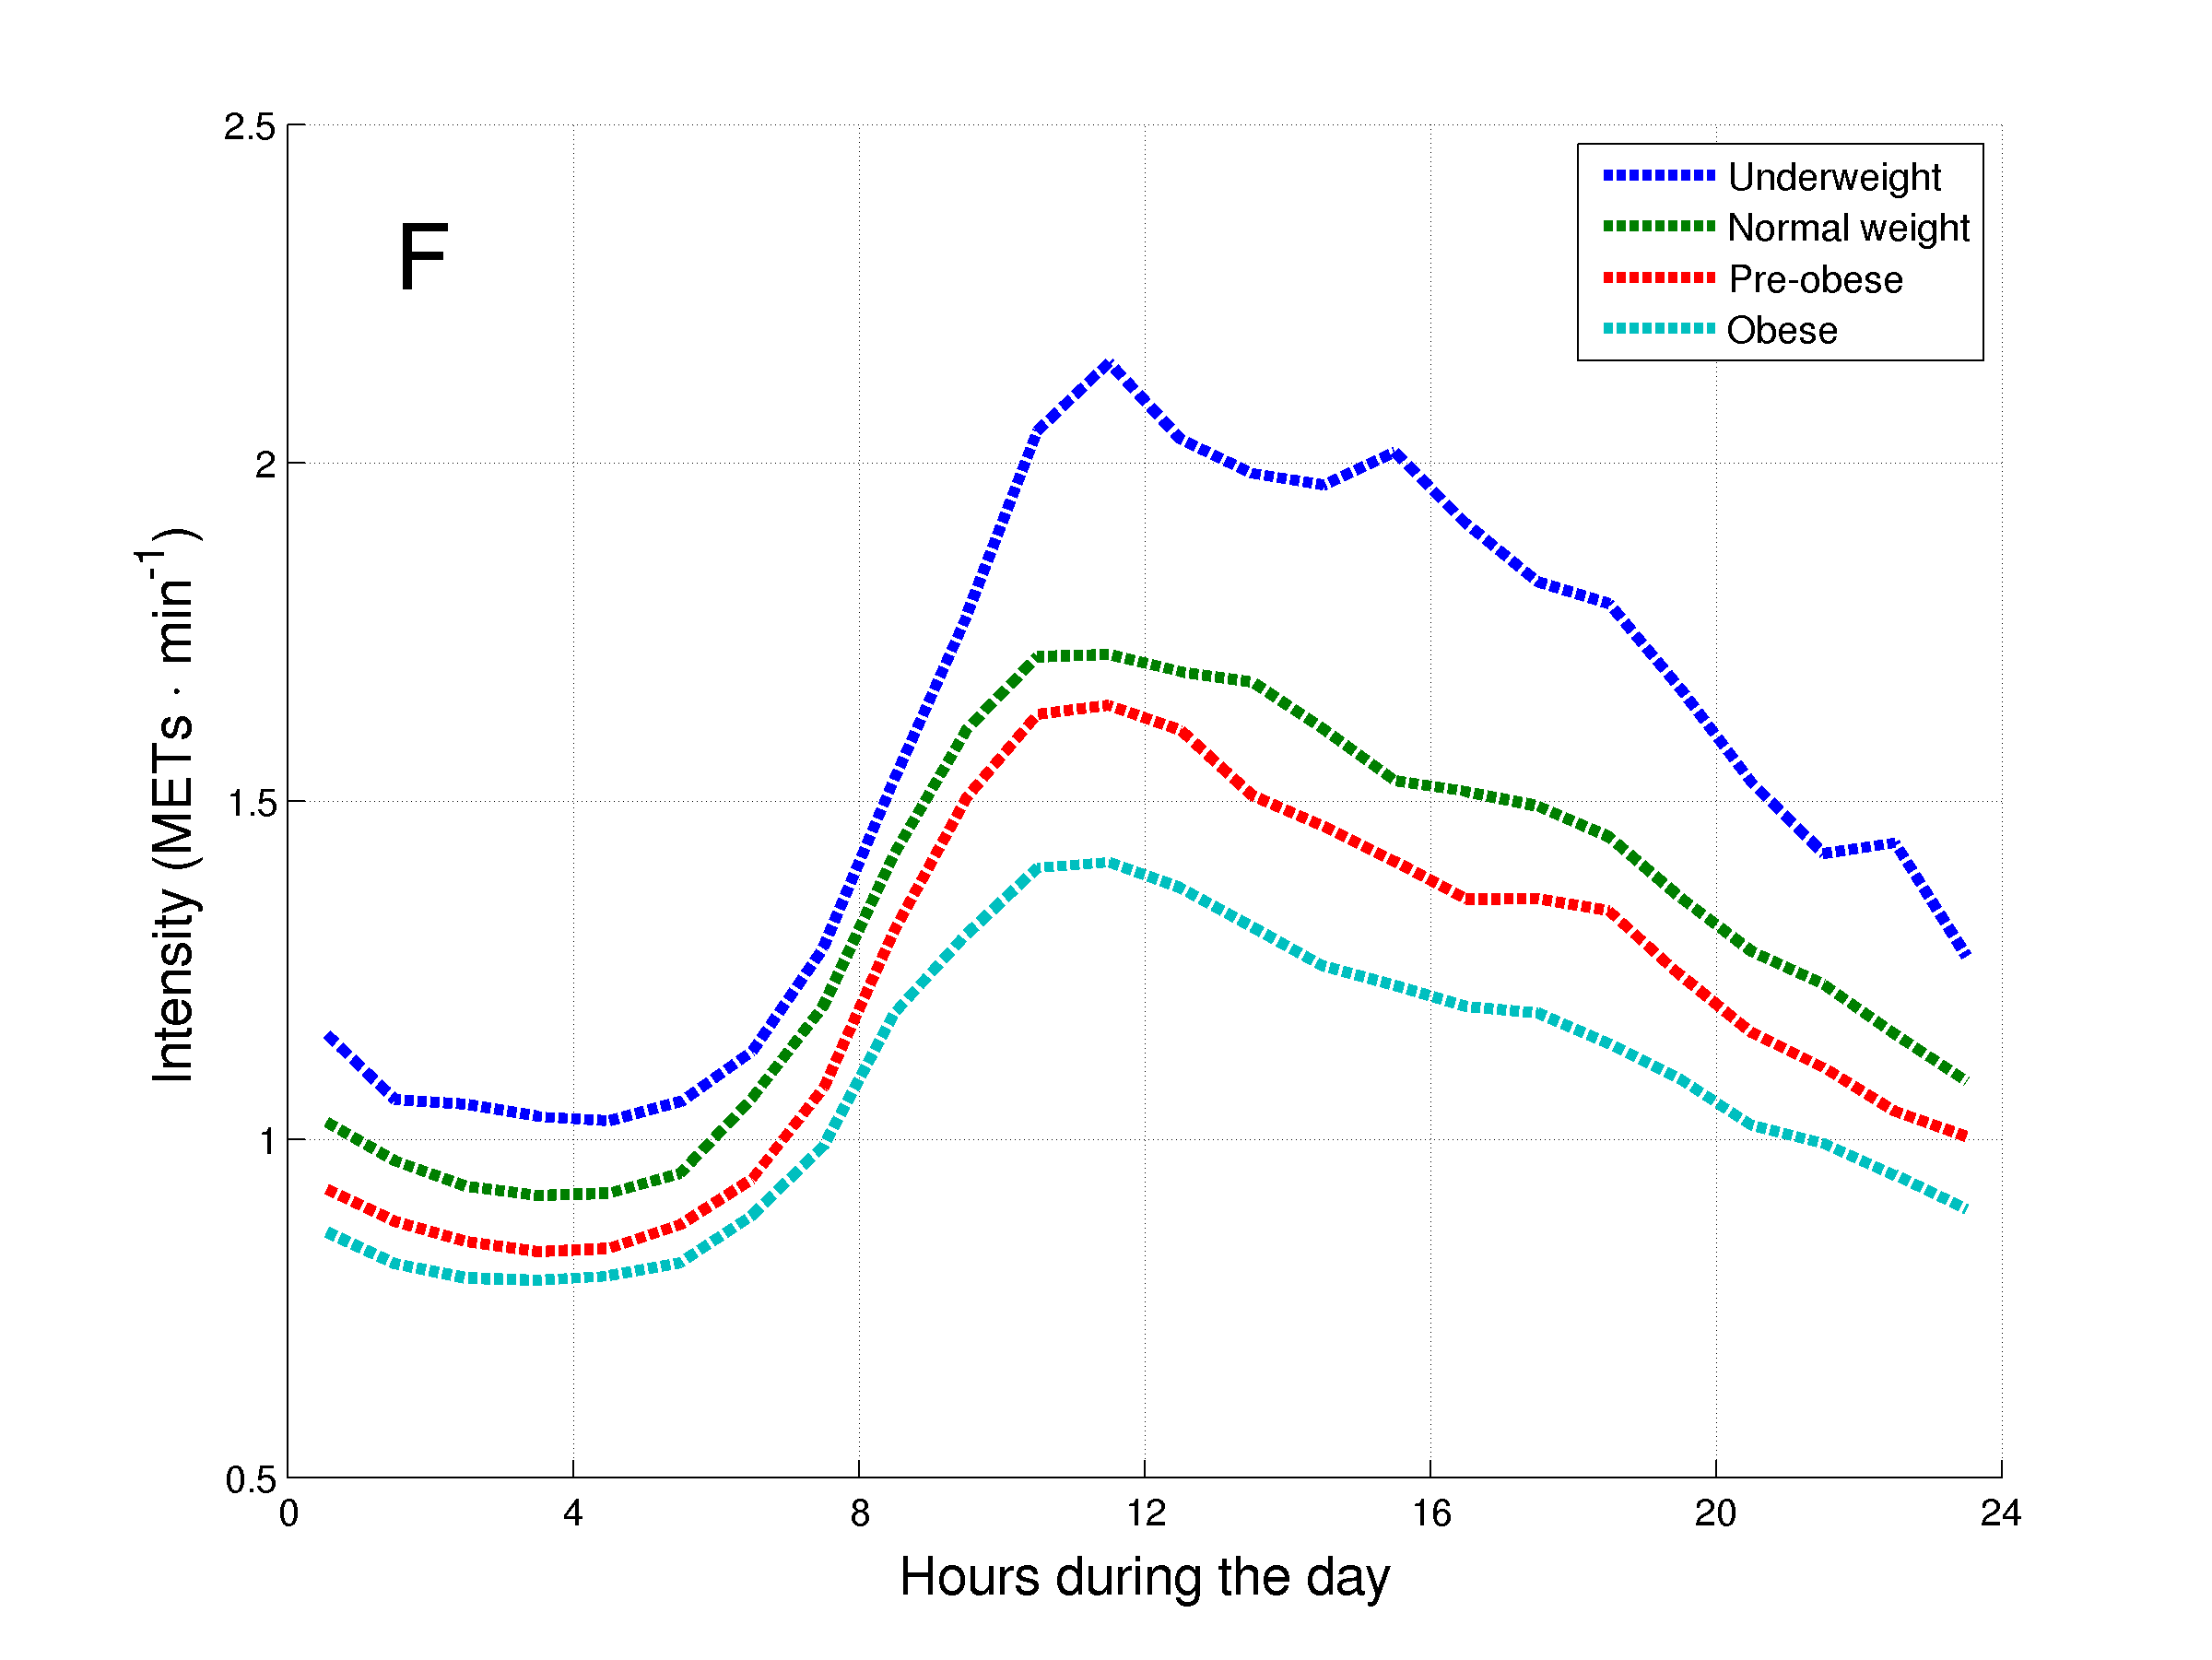 2.5
F
Underweight
Normal weight
Pre-obese
Obese
2
1.5
1
0.5
Intensity (METs · min-1)
0 4 8 12 16 20 24
Hours during the day